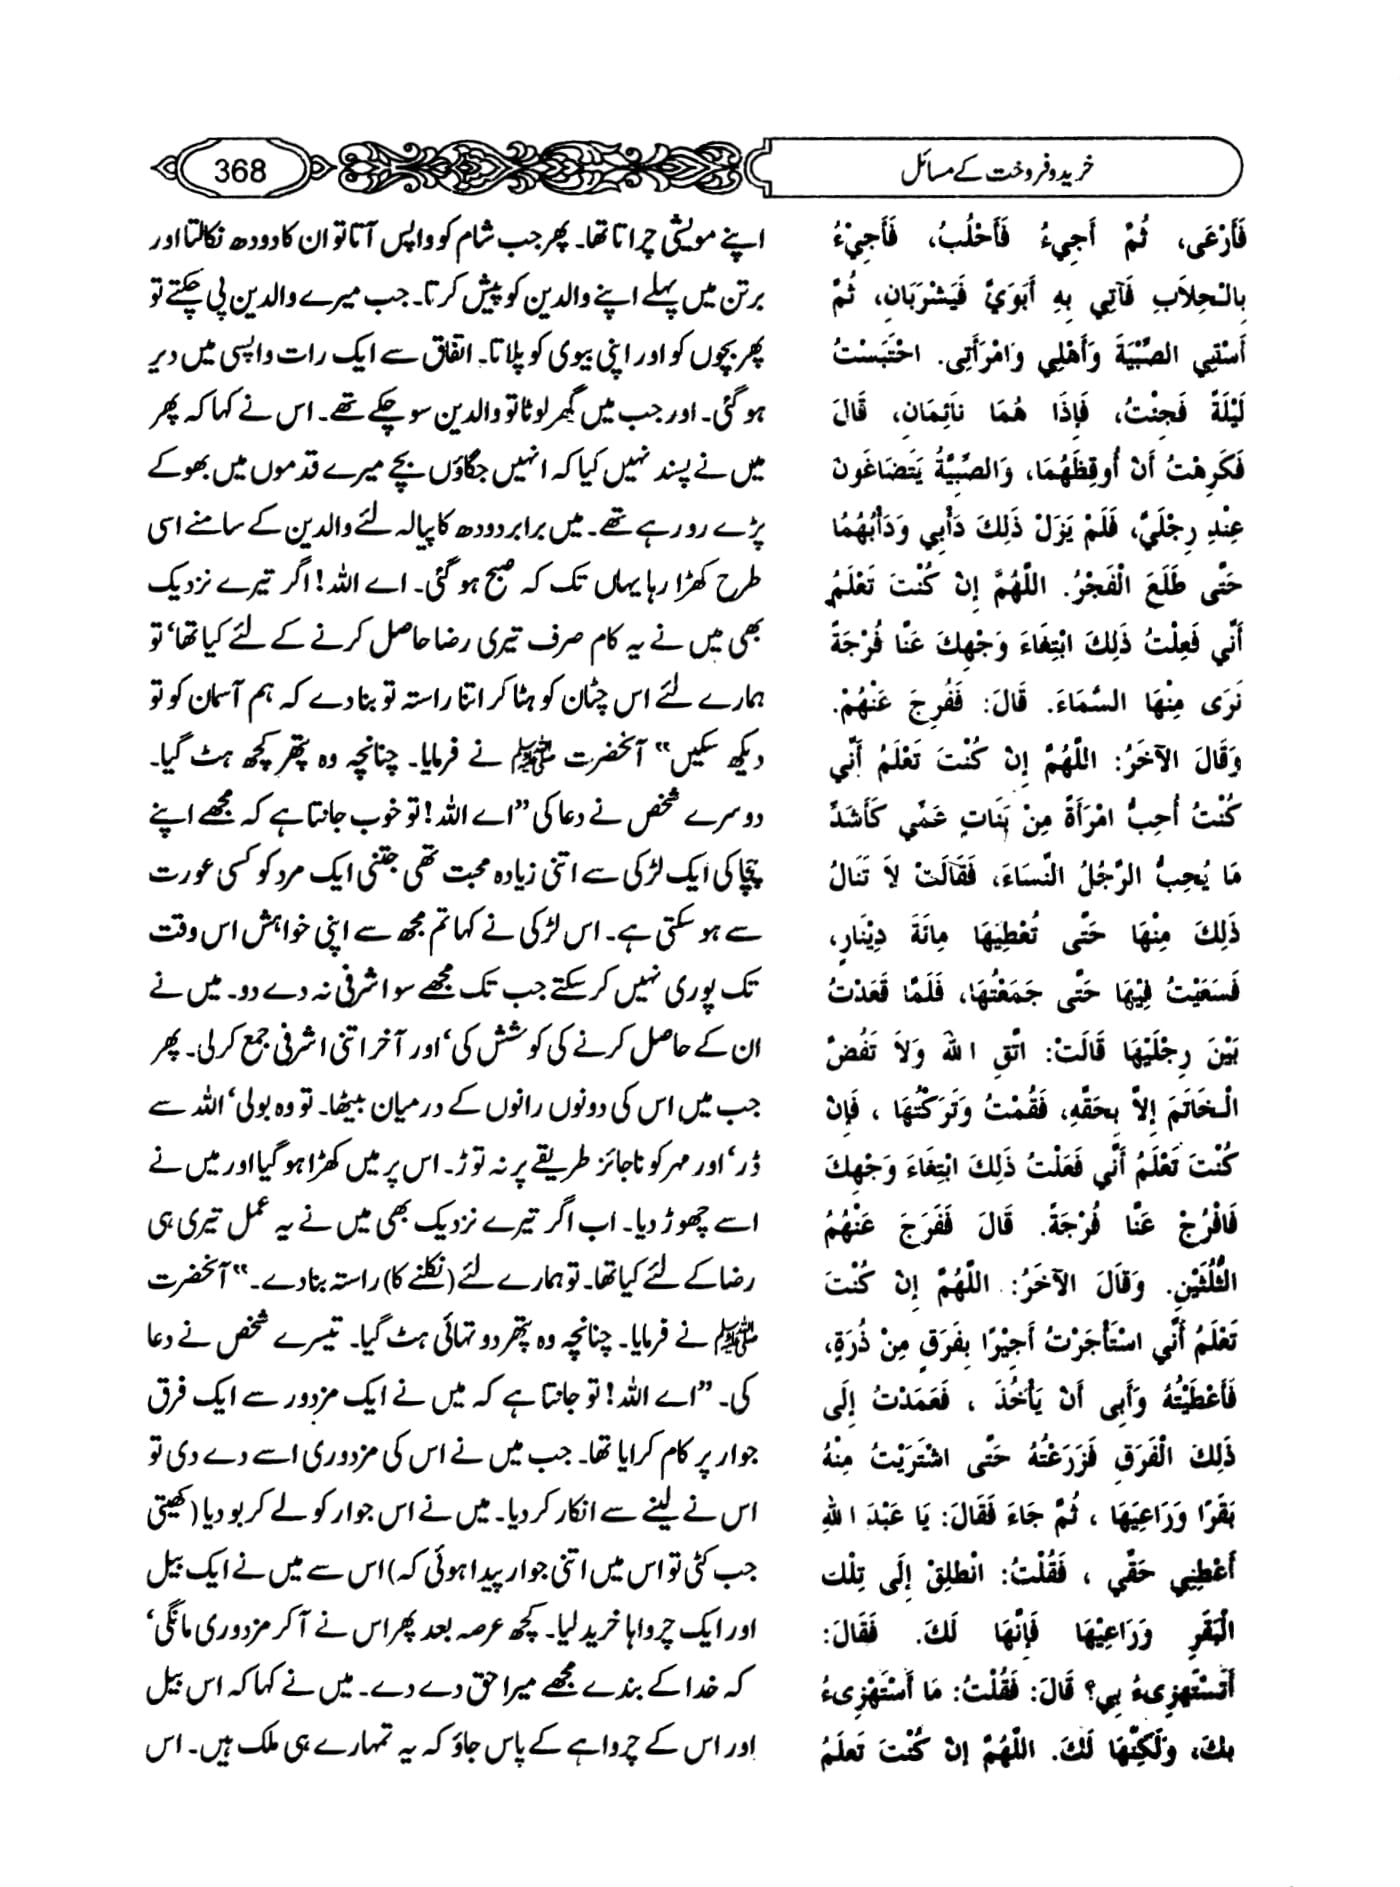 خرید و فروخت کے مسائل
368
فَأَرْعَى، ثُمَّ أَجِيءُ فَأَحْلُبُ، فَأَجِيْءُ
بِالْحِلَابِ فَآتِي بِهِ أَبَوَيَّ فَيَشْرَبَانِ، ثُمَّ
أَسْقِي الصِّبْيَةَ وَأَهْلِي وَامْرَأَتِي. احْتَبَسْتُ
لَيْلَةً فَجِئْتُ، فَإِذَا هُمَا نَائِمَانِ، قَالَ
فَكَرِهْتُ أَنْ أُوقِظَهُمَا، وَالصِّبْيَةُ يَتَضَاغَونَ
عِنْدِ رِجْلَيَّ، فَلَمْ يَزَلْ ذَلِكَ دَأْبِي وَدَأْبُهُمُا
حَتَّى طَلَعَ الْفَجْرُ. اللَّهُمَّ إِنْ كُنْتَ تَعْلَمُ
أَنِّي فَعِلْتُ ذَلِكَ ابْتِغَاءَ وَجْهِكَ عَنَّا فُرْجَةً
نَرَى مِنْهَا السَّمَاءَ. قَالَ: فَفُرِجَ عَنْهُمْ.
وَقَالَ الآخَرُ: اللَّهُمَّ إِنْ كُنْتَ تَعْلَمُ أَنِّي
كُنْتُ أُحِبُّ امْرَأَةً مِنْ بَنَاتِ عَمِّي كَأَشَدِّ
مَا يُحِبُّ الرَّجُلُ النِّسَاءَ، فَقَالَتْ لاَ تَنَالُ
ذَلِكَ مِنْهَا حَتَّى تُعْطِيَهَا مِائَةَ دِيْنَارٍ،
فَسَعَيْتُ فِيْهَا حَتَّى جَمَعْتُهَا، فَلَمَّا قَعَدْتُ
بَيْنَ رِجْلَيْهَا قَالَتْ: اتَّقِ اللهَ وَلاَ تَفُضَّ
الْخَاتَمَ إِلاَّ بِحَقِّهِ، فَقُمْتُ وَتَرَكْتُهَا ، فَإِنْ
كُنْتَ تَعْلَمُ أَنِّي فَعَلْتُ ذَلِكَ ابْتِغَاءَ وَجْهِكَ
فَافْرُجْ عَنَّا فُرْجَةً. قَالَ فَفَرَجَ عَنْهُمُ
الثُّلُثَيْنِ. وَقَالَ الآخَرُ: اللَّهُمَّ إِنْ كُنْتَ
تَعْلَمُ أَنِّي اسْتَأْجَرْتُ أَجِيْرًا بِفَرَقٍ مِنْ ذُرَةٍ،
فَأَعْطَيْتُهُ وَأَبِى أَنْ يَأْخُذَ ، فَعَمَدْتُ إِلَى
ذَلِكَ الْفَرَقِ فَزَرَعْتُهُ حَتَّى اشْتَرَيْتُ مِنْهُ
بَقَرًا وَرَاعِيَهَا ، ثُمَّ جَاءَ فَقَالَ: يَا عَبْدَ اللهِ
أَعْطِنِي حَقِّي ، فَقُلْتُ: انْطَلِقْ إِلَى تِلْكَ
الْبَقَرِ وَرَاعِيْهَا فَإِنَّهَا لَكَ. فَقَالَ:
أَتَسْتَهْزِىءُ بِي؟ قَالَ: فَقُلْتُ: مَا أَسْتَهْزِىءُ
بِكَ، وَلَكِنَّهَا لَكَ. اللَّهُمَّ إِنْ كُنْتَ تَعلَمُ
اپنے مویشی چراتا تھا۔ پھر جب شام کو واپس آتا تو ان کا دودھ نکالتا اور
برتن میں پہلے اپنے والدین کو پیش کرتا۔ جب میرے والدین پی چکتے تو
پھر بچوں کو اور اپنی بیوی کو پلاتا۔ اتفاق سے ایک رات واپسی میں دیر
ہو گئی۔ اور جب میں گھر لوٹا تو والدین سو چکے تھے۔ اس نے کہا کہ پھر
میں نے پسند نہیں کیا کہ انہیں جگاؤں بچے میرے قدموں میں بھوکے
پڑے رو رہے تھے۔ میں برابر دودھ کا پیالہ لئے والدین کے سامنے اسی
طرح کھڑا رہا یہاں تک کہ صبح ہو گئی۔ اے اللہ! اگر تیرے نزدیک
بھی میں نے یہ کام صرف تیری رضا حاصل کرنے کے لئے کیا تھا‘ تو
ہمارے لئے اس چٹان کو ہٹا کر اتنا راستہ تو بنا دے کہ ہم آسمان کو تو
دیکھ سکیں“ آنحضرت ﷺ نے فرمایا۔ چنانچہ وہ پتھر کچھ ہٹ گیا۔
دوسرے شخص نے دعا کی ”اے اللہ! تو خوب جانتا ہے کہ مجھے اپنے
چچا کی ایک لڑکی سے اتنی زیادہ محبت تھی جتنی ایک مرد کو کسی عورت
سے ہو سکتی ہے۔ اس لڑکی نے کہا تم مجھ سے اپنی خواہش اس وقت
تک پوری نہیں کر سکتے جب تک مجھے سو اشرفی نہ دے دو۔ میں نے
ان کے حاصل کرنے کی کوشش کی‘ اور آخر اتنی اشرفی جمع کر لی۔ پھر
جب میں اس کی دونوں رانوں کے درمیان بیٹھا۔ تو وہ بولی‘ اللہ سے
ڈر‘ اور مہر کو ناجائز طریقے پر نہ توڑ۔ اس پر میں کھڑا ہو گیا اور میں نے
اسے چھوڑ دیا۔ اب اگر تیرے نزدیک بھی میں نے یہ عمل تیری ہی
رضا کے لئے کیا تھا۔ تو ہمارے لئے (نکلنے کا) راستہ بنا دے۔“ آنحضرت
ﷺ نے فرمایا۔ چنانچہ وہ پتھر دو تہائی ہٹ گیا۔ تیسرے شخص نے دعا
کی۔ ”اے اللہ! تو جانتا ہے کہ میں نے ایک مزدور سے ایک فرق
جوار پر کام کرایا تھا۔ جب میں نے اس کی مزدوری اسے دے دی تو
اس نے لینے سے انکار کر دیا۔ میں نے اس جوار کو لے کر بو دیا (کھیتی
جب کٹی تو اس میں اتنی جوار پیدا ہوئی کہ) اس سے میں نے ایک بیل
اور ایک چرواہا خرید لیا۔ کچھ عرصہ بعد پھر اس نے آ کر مزدوری مانگی‘
کہ خدا کے بندے مجھے میرا حق دے دے۔ میں نے کہا کہ اس بیل
اور اس کے چرواہے کے پاس جاؤ کہ یہ تمہارے ہی ملک ہیں۔ اس